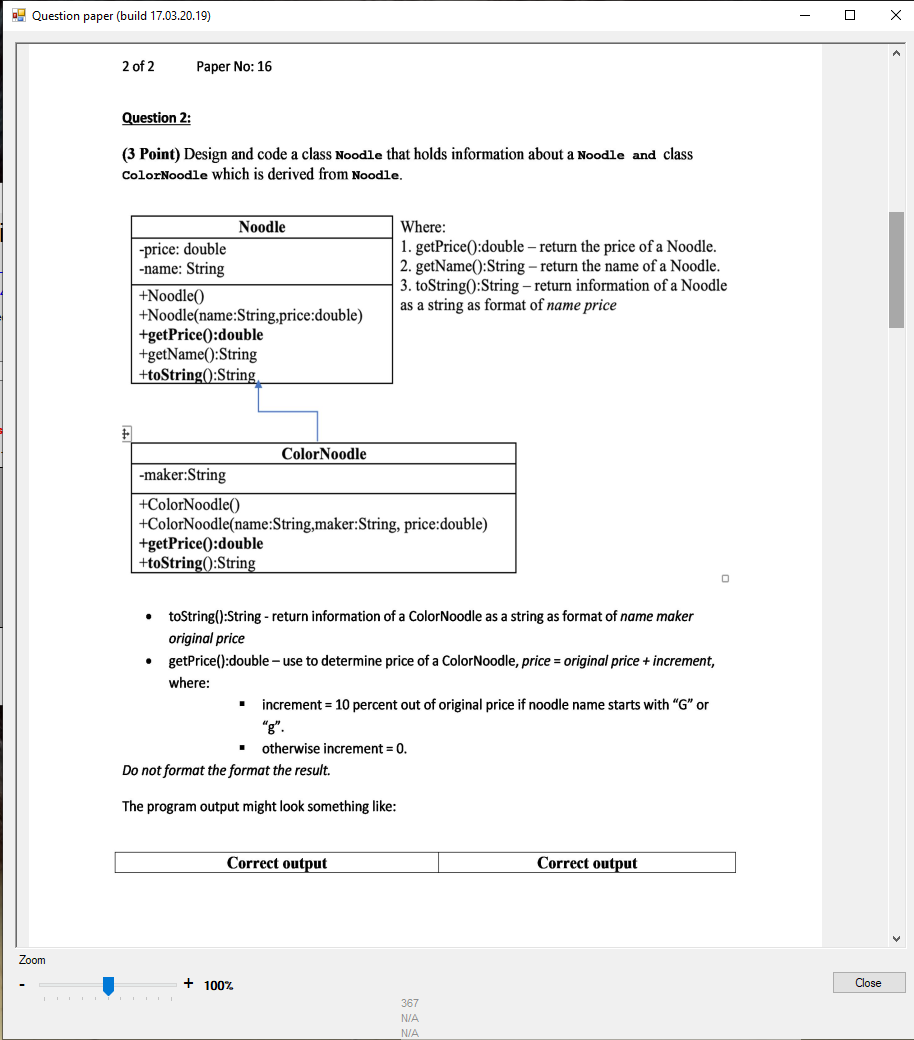 Question paper (build 17.03.20.19)
2 of 2 Paper No: 16
Question 2:
(3 Point) Design and code a class Noodle that holds information about a Noodle and class
ColorNoodle which is derived from Noodle.
Noodle
-price: double
-name: String
+Noodle()
+Noodle(name:String,price:double)
+getPrice():double
+getName():String
+toString():String
Where:
1. getPrice():double – return the price of a Noodle.
2. getName():String – return the name of a Noodle.
3. toString():String – return information of a Noodle
as a string as format of name price
ColorNoodle
-maker:String
+ColorNoodle()
+ColorNoodle(name:String,maker:String, price:double)
+getPrice():double
+toString():String
• toString():String - return information of a ColorNoodle as a string as format of name maker
original price
• getPrice():double – use to determine price of a ColorNoodle, price = original price + increment,
where:
▪ increment = 10 percent out of original price if noodle name starts with “G” or
“g”.
▪ otherwise increment = 0.
Do not format the format the result.
The program output might look something like:
Correct output Correct output
Zoom
- + 100%
Close
367
N/A
N/A